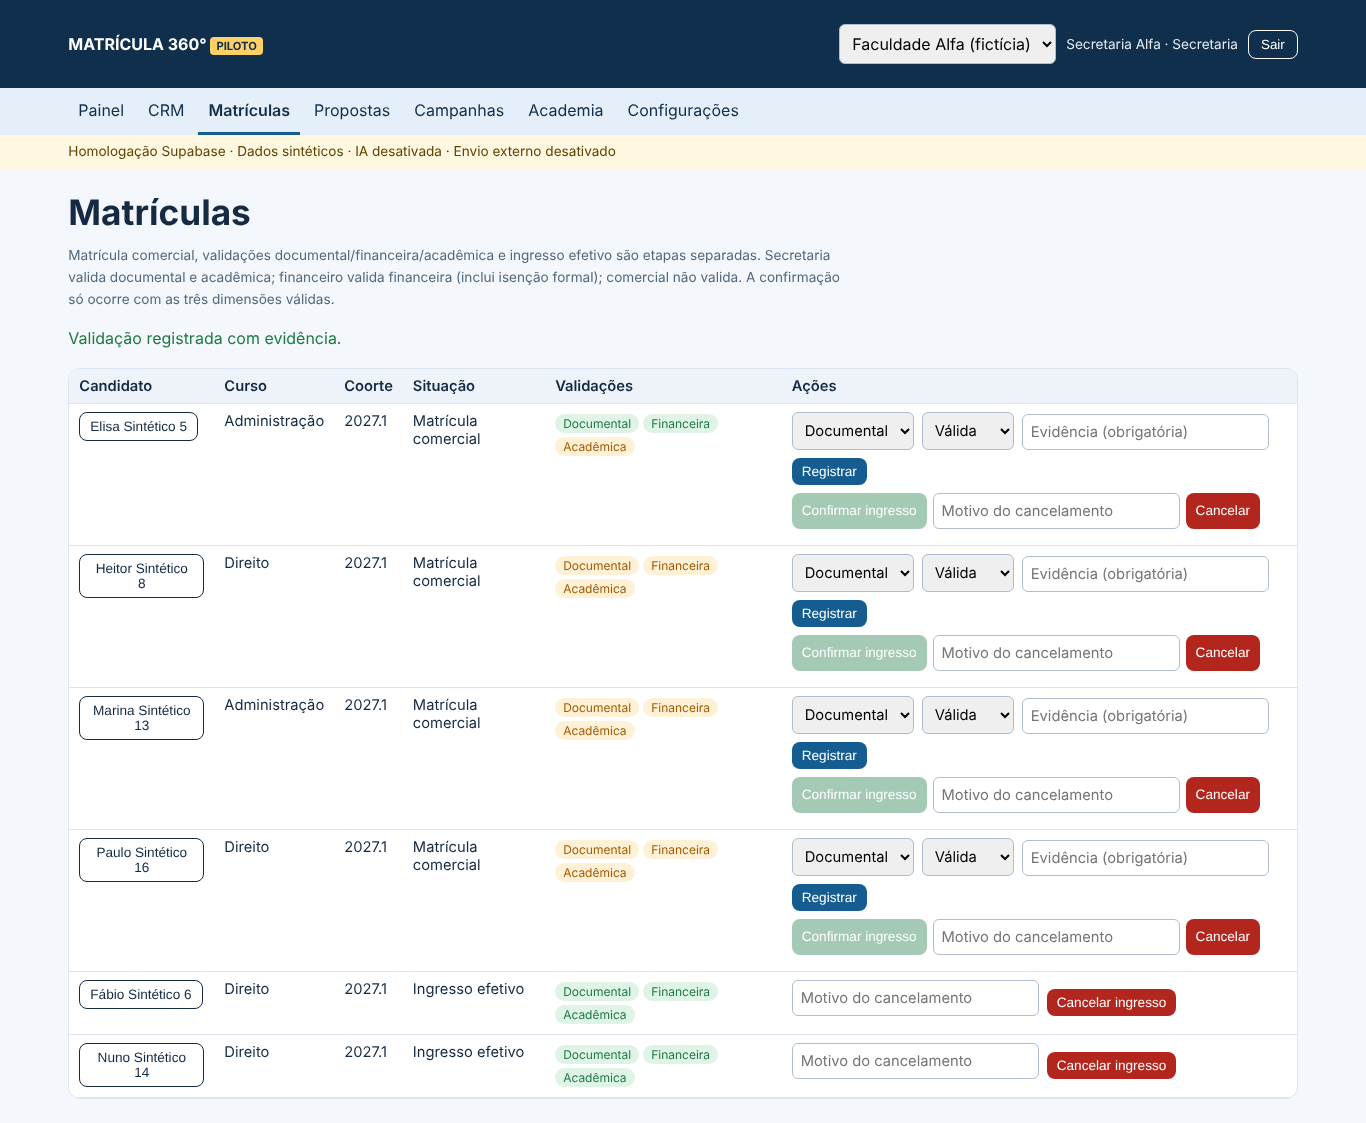 MATRÍCULA 360° PILOTO
Faculdade Alfa (fictícia) Secretaria Alfa · Secretaria Sair
Painel CRM Matrículas Propostas Campanhas Academia Configurações
Homologação Supabase · Dados sintéticos · IA desativada · Envio externo desativado
Matrículas
Matrícula comercial, validações documental/financeira/acadêmica e ingresso efetivo são etapas separadas. Secretaria
valida documental e acadêmica; financeiro valida financeira (inclui isenção formal); comercial não valida. A confirmação
só ocorre com as três dimensões válidas.
Validação registrada com evidência.
Candidato Curso Coorte Situação Validações Ações
Elisa Sintético 5 Administração 2027.1 Matrícula Documental Financeira Documental Válida Evidência (obrigatória)
comercial Acadêmica
Registrar
Confirmar ingresso Motivo do cancelamento Cancelar
Heitor Sintético Direito 2027.1 Matrícula Documental Financeira Documental Válida Evidência (obrigatória)
8 comercial Acadêmica
Registrar
Confirmar ingresso Motivo do cancelamento Cancelar
Marina Sintético Administração 2027.1 Matrícula Documental Financeira Documental Válida Evidência (obrigatória)
13 comercial Acadêmica
Registrar
Confirmar ingresso Motivo do cancelamento Cancelar
Paulo Sintético Direito 2027.1 Matrícula Documental Financeira Documental Válida Evidência (obrigatória)
16 comercial Acadêmica
Registrar
Confirmar ingresso Motivo do cancelamento Cancelar
Fábio Sintético 6 Direito 2027.1 Ingresso efetivo Documental Financeira Motivo do cancelamento Cancelar ingresso
Acadêmica
Nuno Sintético Direito 2027.1 Ingresso efetivo Documental Financeira Motivo do cancelamento Cancelar ingresso
14 Acadêmica